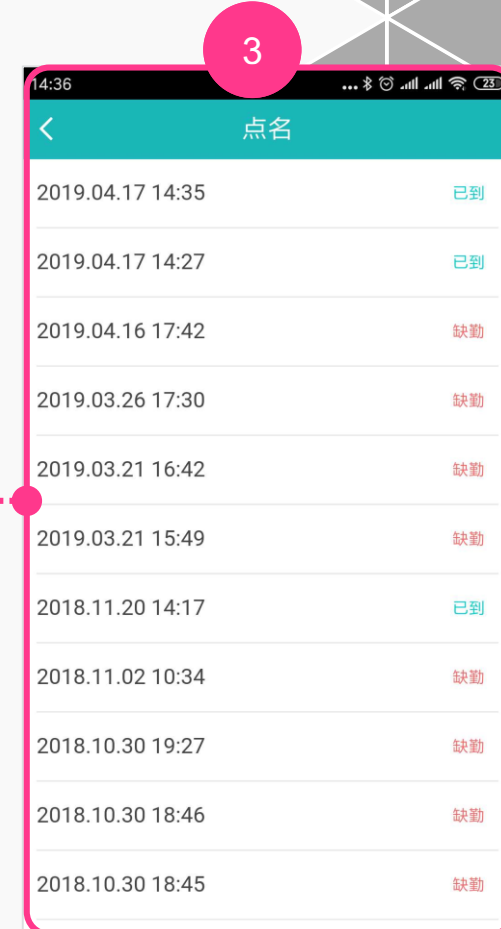 3
14:36
23
点名
2019.04.17 14:35 已到
2019.04.17 14:27 已到
2019.04.16 17:42 缺勤
2019.03.26 17:30 缺勤
2019.03.21 16:42 缺勤
2019.03.21 15:49 缺勤
2018.11.20 14:17 已到
2018.11.02 10:34 缺勤
2018.10.30 19:27 缺勤
2018.10.30 18:46 缺勤
2018.10.30 18:45 缺勤